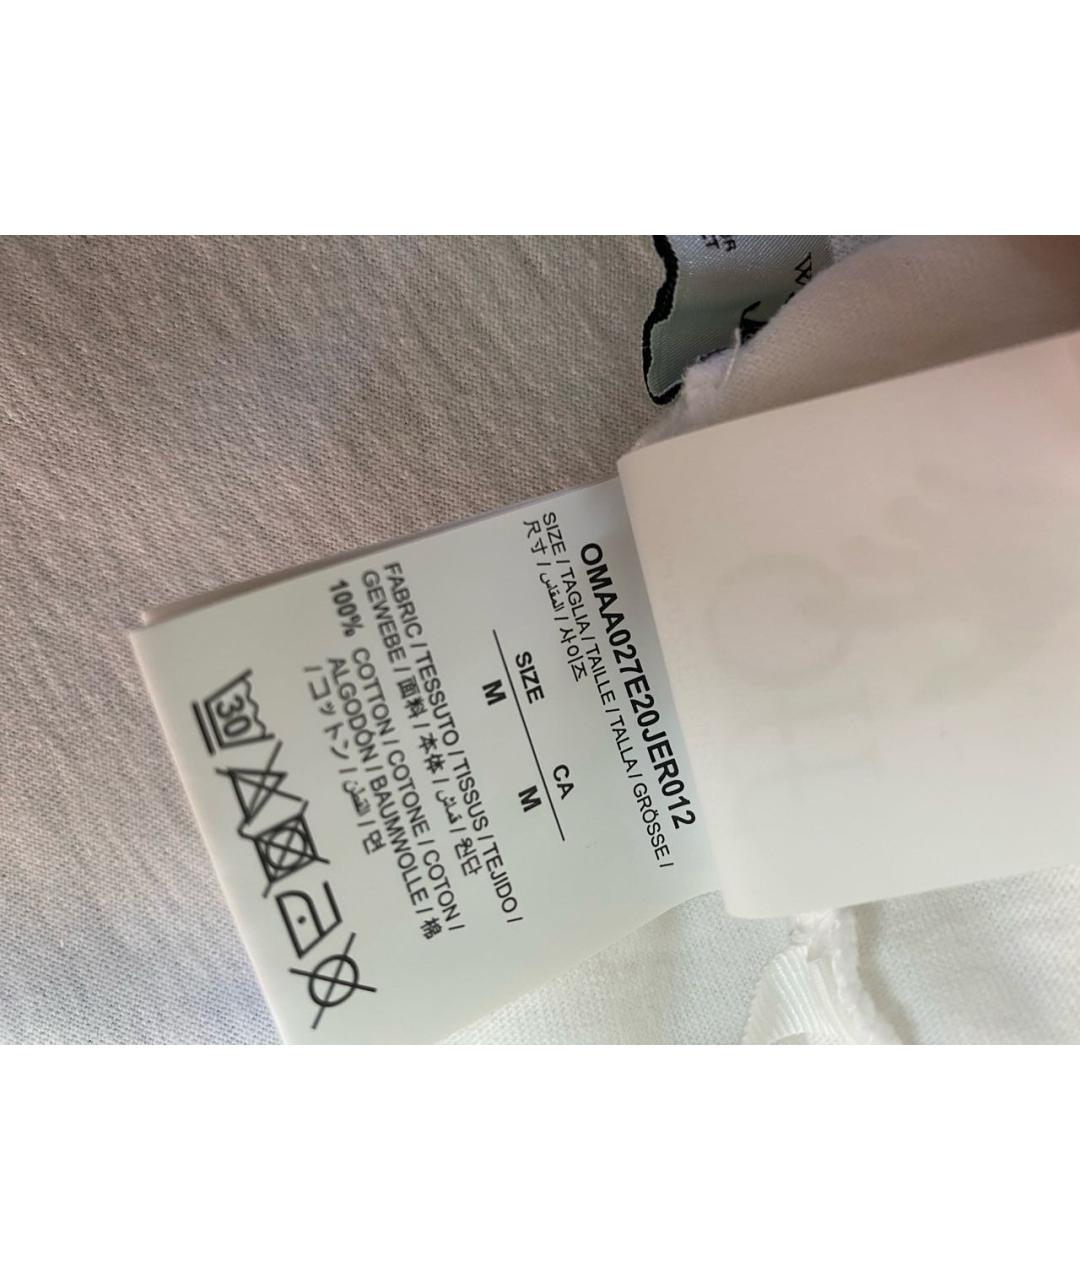 OMAA027E20JER012
SIZE / TAGLIA / TAILLE / TALLA / GRÖSSE /
尺寸 / المقاس / 사이즈
SIZE CA
M M
FABRIC / TESSUTO / TISSUS / TEJIDO /
GEWEBE / 面料 / 本体 / قماش / 원단
100% COTTON / COTONE / COTON /
ALGODÓN / BAUMWOLLE / 棉
/ コットン / القطن / 면
30